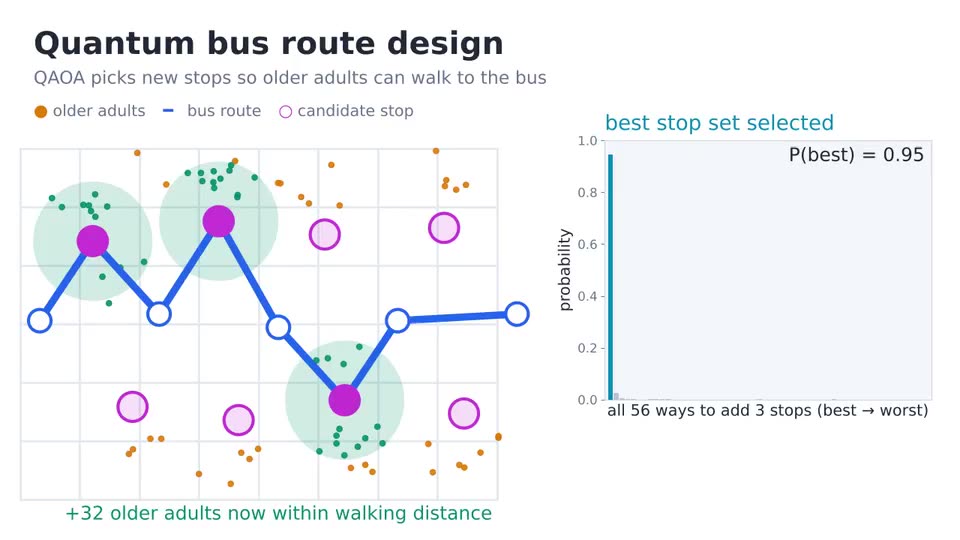 Quantum bus route design
QAOA picks new stops so older adults can walk to the bus
older adults bus route candidate stop
best stop set selected
P(best) = 0.95
1.0
0.8
0.6
0.4
0.2
0.0
probability
all 56 ways to add 3 stops (best → worst)
+32 older adults now within walking distance